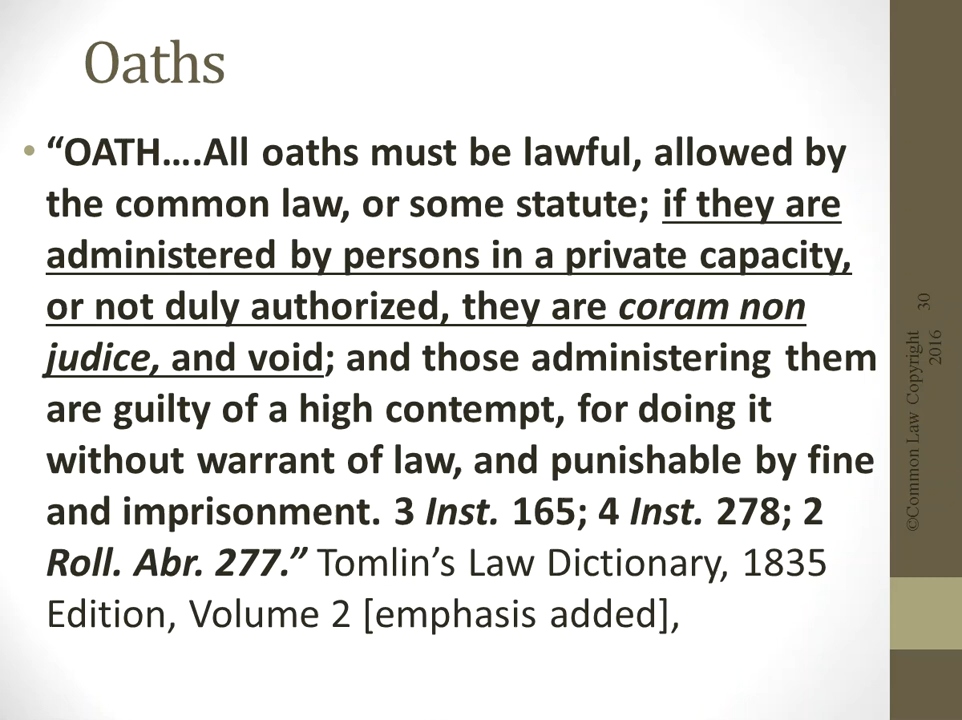 Oaths
• “OATH….All oaths must be lawful, allowed by
the common law, or some statute; if they are
administered by persons in a private capacity,
or not duly authorized, they are coram non
judice, and void; and those administering them
are guilty of a high contempt, for doing it
without warrant of law, and punishable by fine
and imprisonment. 3 Inst. 165; 4 Inst. 278; 2
Roll. Abr. 277.” Tomlin’s Law Dictionary, 1835
Edition, Volume 2 [emphasis added],
©Common Law Copyright
2016
30